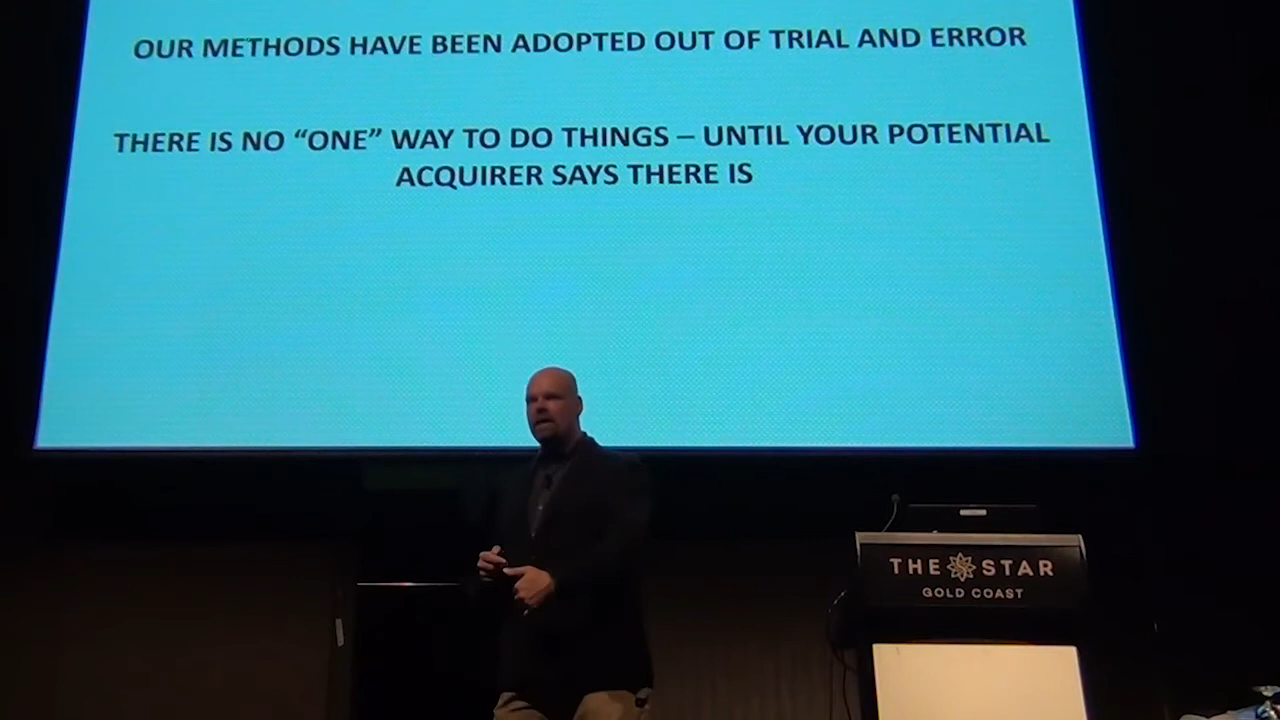 OUR METHODS HAVE BEEN ADOPTED OUT OF TRIAL AND ERROR
THERE IS NO “ONE” WAY TO DO THINGS – UNTIL YOUR POTENTIAL
ACQUIRER SAYS THERE IS
THE STAR
GOLD COAST